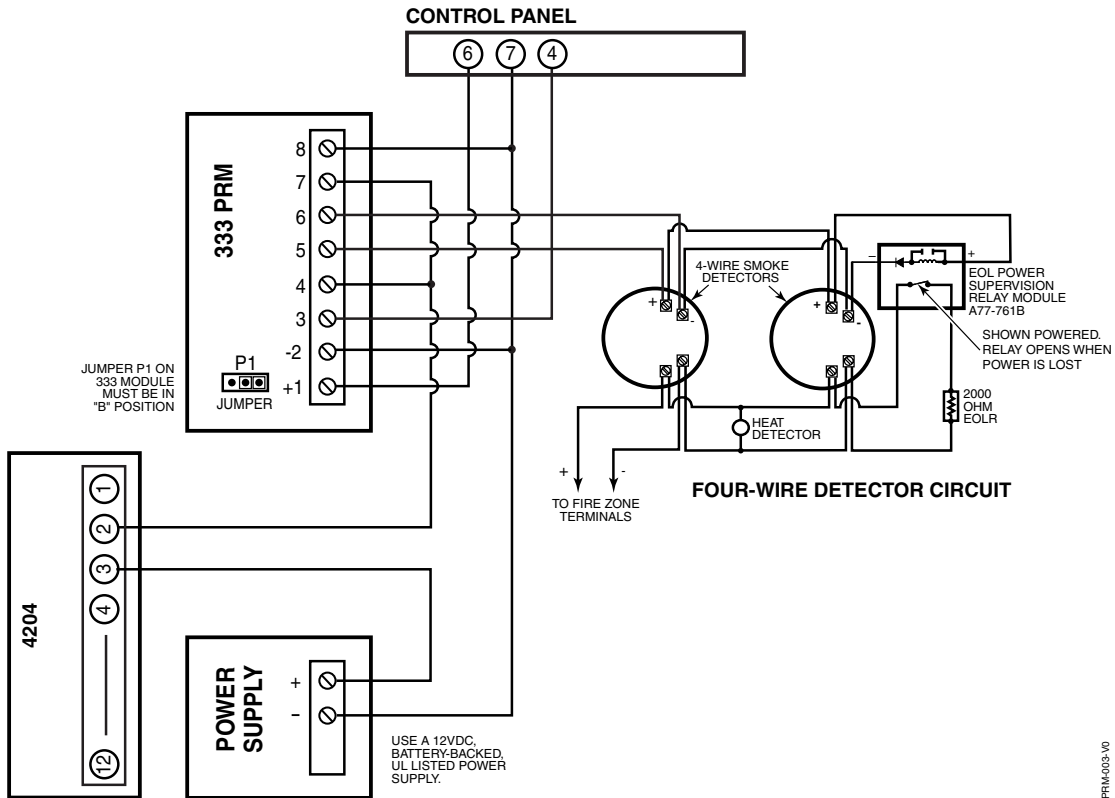 CONTROL PANEL
6 7 4
333 PRM
8
7
6
5
4
3
-2
+1
P1
JUMPER
JUMPER P1 ON
333 MODULE
MUST BE IN
"B" POSITION
4-WIRE SMOKE
DETECTORS
+
-
+
-
–
+
EOL POWER
SUPERVISION
RELAY MODULE
A77-761B
SHOWN POWERED.
RELAY OPENS WHEN
POWER IS LOST
2000
OHM
EOLR
HEAT
DETECTOR
+
-
TO FIRE ZONE
TERMINALS
FOUR-WIRE DETECTOR CIRCUIT
4204
1
2
3
4
12
POWER
SUPPLY
+
–
USE A 12VDC,
BATTERY-BACKED,
UL LISTED POWER
SUPPLY.
PRM-003-V0